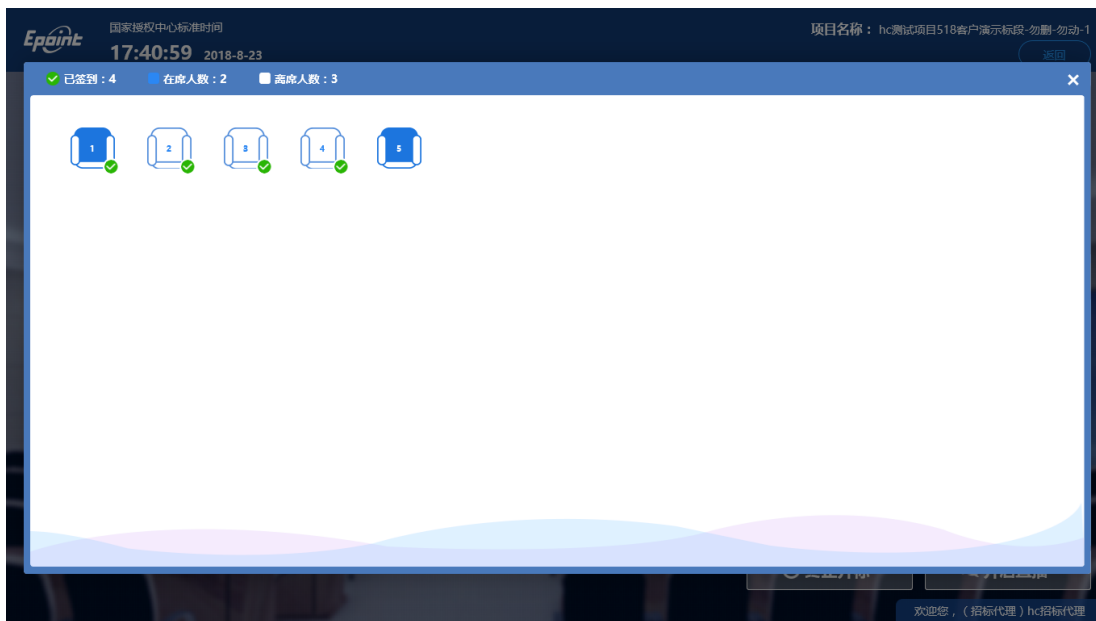 Epoint
国家授权中心标准时间
17:40:59 2018-8-23
项目名称：hc测试项目518客户演示标段-勿删-勿动-1
返回
已签到：4 在席人数：2 离席人数：3
1 2 3 4 5
欢迎您，（招标代理）hc招标代理